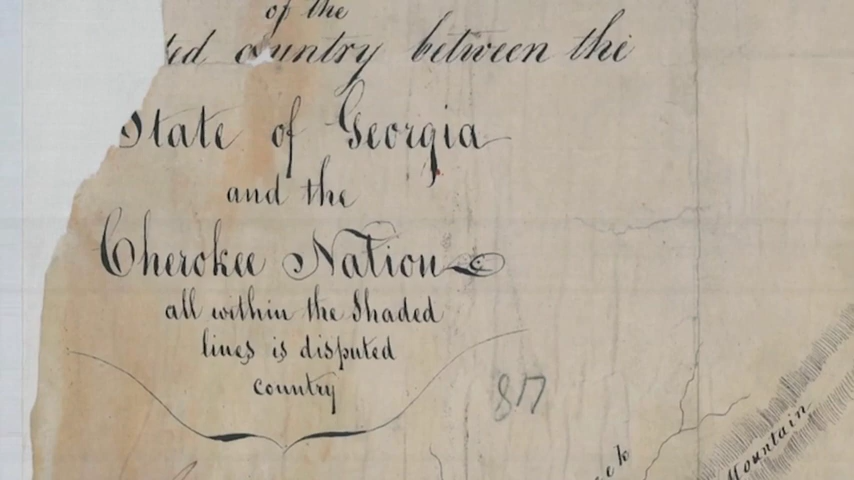 of the
ted country between the
State of Georgia
and the
Cherokee Nation
all within the Shaded
lines is disputed
country
817
Mountain